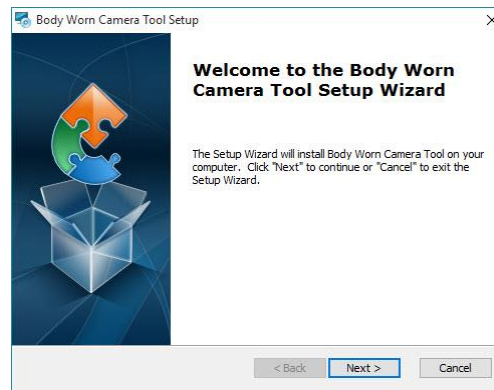 Body Worn Camera Tool Setup
Welcome to the Body Worn
Camera Tool Setup Wizard
The Setup Wizard will install Body Worn Camera Tool on your
computer. Click "Next" to continue or "Cancel" to exit the
Setup Wizard.
< Back Next > Cancel